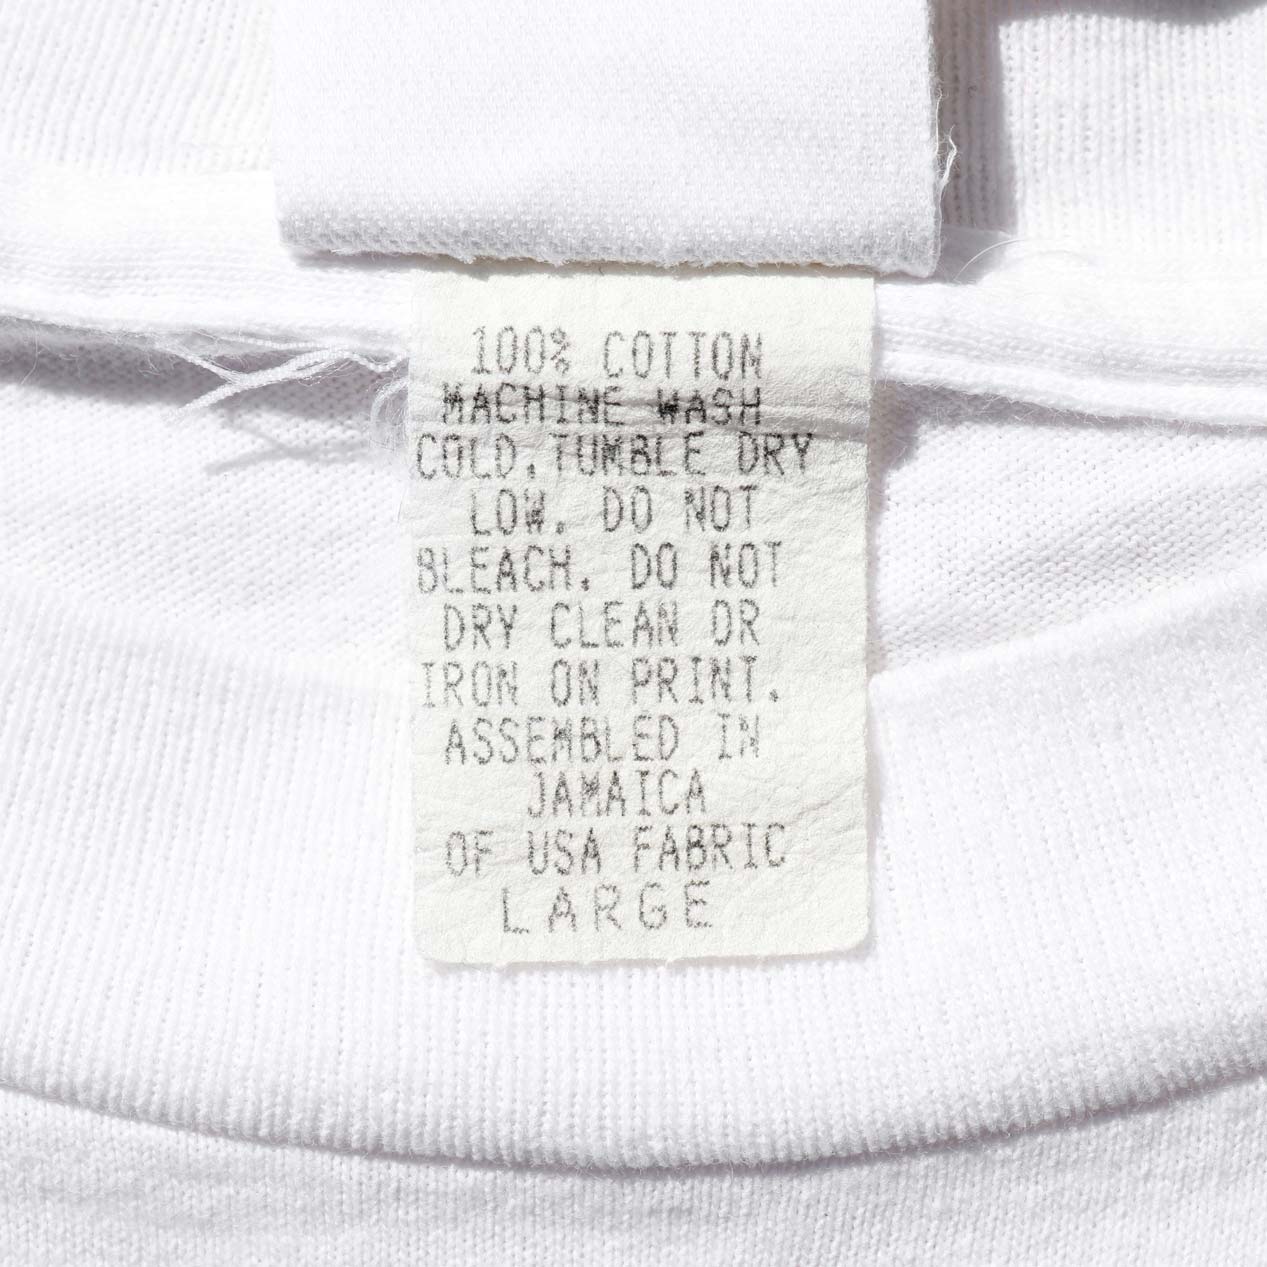 100% COTTON
MACHINE WASH
COLD.TUMBLE DRY
LOW. DO NOT
BLEACH. DO NOT
DRY CLEAN OR
IRON ON PRINT.
ASSEMBLED IN
JAMAICA
OF USA FABRIC
LARGE